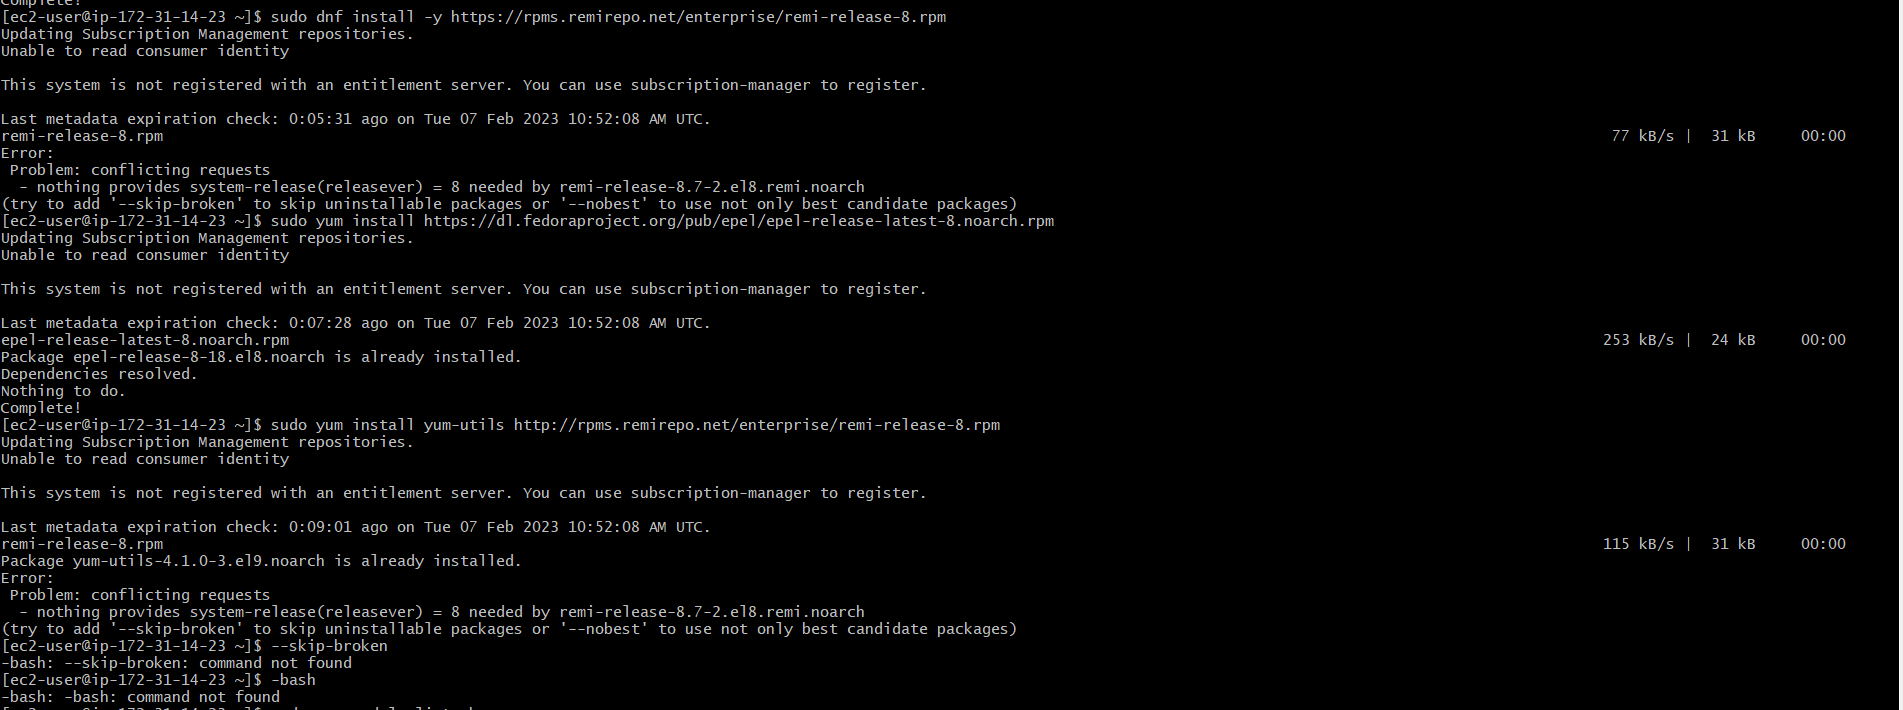 Complete!
[ec2-user@ip-172-31-14-23 ~]$ sudo dnf install -y https://rpms.remirepo.net/enterprise/remi-release-8.rpm
Updating Subscription Management repositories.
Unable to read consumer identity
This system is not registered with an entitlement server. You can use subscription-manager to register.
Last metadata expiration check: 0:05:31 ago on Tue 07 Feb 2023 10:52:08 AM UTC.
remi-release-8.rpm 77 kB/s | 31 kB 00:00
Error:
Problem: conflicting requests
- nothing provides system-release(releasever) = 8 needed by remi-release-8.7-2.el8.remi.noarch
(try to add '--skip-broken' to skip uninstallable packages or '--nobest' to use not only best candidate packages)
[ec2-user@ip-172-31-14-23 ~]$ sudo yum install https://dl.fedoraproject.org/pub/epel/epel-release-latest-8.noarch.rpm
Updating Subscription Management repositories.
Unable to read consumer identity
This system is not registered with an entitlement server. You can use subscription-manager to register.
Last metadata expiration check: 0:07:28 ago on Tue 07 Feb 2023 10:52:08 AM UTC.
epel-release-latest-8.noarch.rpm 253 kB/s | 24 kB 00:00
Package epel-release-8-18.el8.noarch is already installed.
Dependencies resolved.
Nothing to do.
Complete!
[ec2-user@ip-172-31-14-23 ~]$ sudo yum install yum-utils http://rpms.remirepo.net/enterprise/remi-release-8.rpm
Updating Subscription Management repositories.
Unable to read consumer identity
This system is not registered with an entitlement server. You can use subscription-manager to register.
Last metadata expiration check: 0:09:01 ago on Tue 07 Feb 2023 10:52:08 AM UTC.
remi-release-8.rpm 115 kB/s | 31 kB 00:00
Package yum-utils-4.1.0-3.el9.noarch is already installed.
Error:
Problem: conflicting requests
- nothing provides system-release(releasever) = 8 needed by remi-release-8.7-2.el8.remi.noarch
(try to add '--skip-broken' to skip uninstallable packages or '--nobest' to use not only best candidate packages)
[ec2-user@ip-172-31-14-23 ~]$ --skip-broken
-bash: --skip-broken: command not found
[ec2-user@ip-172-31-14-23 ~]$ -bash
-bash: -bash: command not found